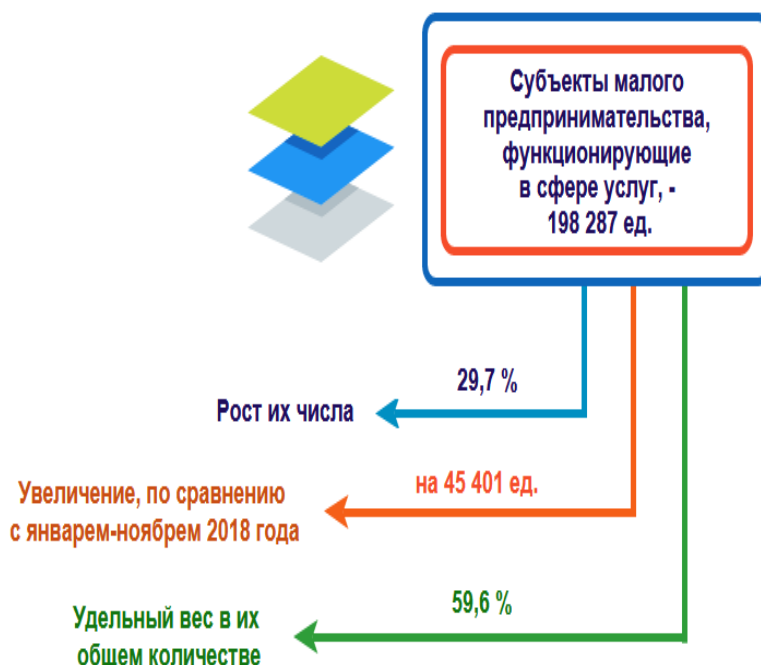 Субъекты малого
предпринимательства,
функционирующие
в сфере услуг, -
198 287 ед.
29,7 %
Рост их числа
на 45 401 ед.
Увеличение, по сравнению
с январем-ноябрем 2018 года
59,6 %
Удельный вес в их
общем количестве